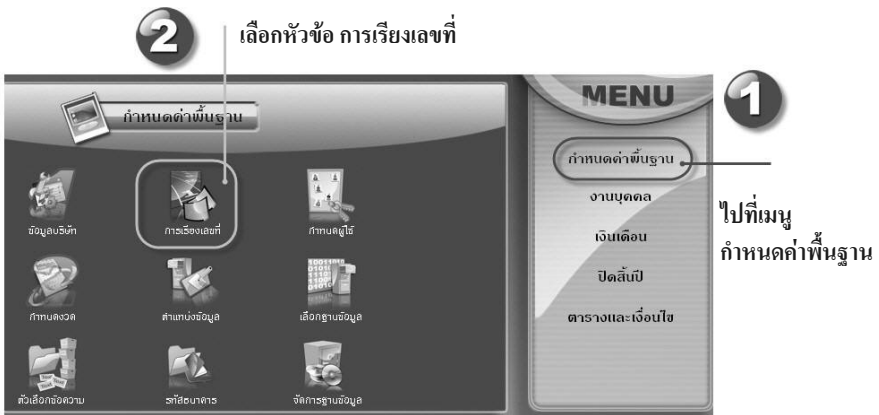 2
เลือกหัวข้อ การเรียงเลขที่
MENU
1
กำหนดค่าพื้นฐาน
กำหนดค่าพื้นฐาน
งานบุคคล
เงินเดือน
ปิดสิ้นปี
ตารางและเงื่อนไข
ไปที่เมนู
กำหนดค่าพื้นฐาน
ข้อมูลบริษัท
การเรียงเลขที่
กำหนดผู้ใช้
กำหนดงวด
ตำแหน่งข้อมูล
เลือกฐานข้อมูล
ตัวเลือกข้อความ
รหัสธนาคาร
จัดการฐานข้อมูล